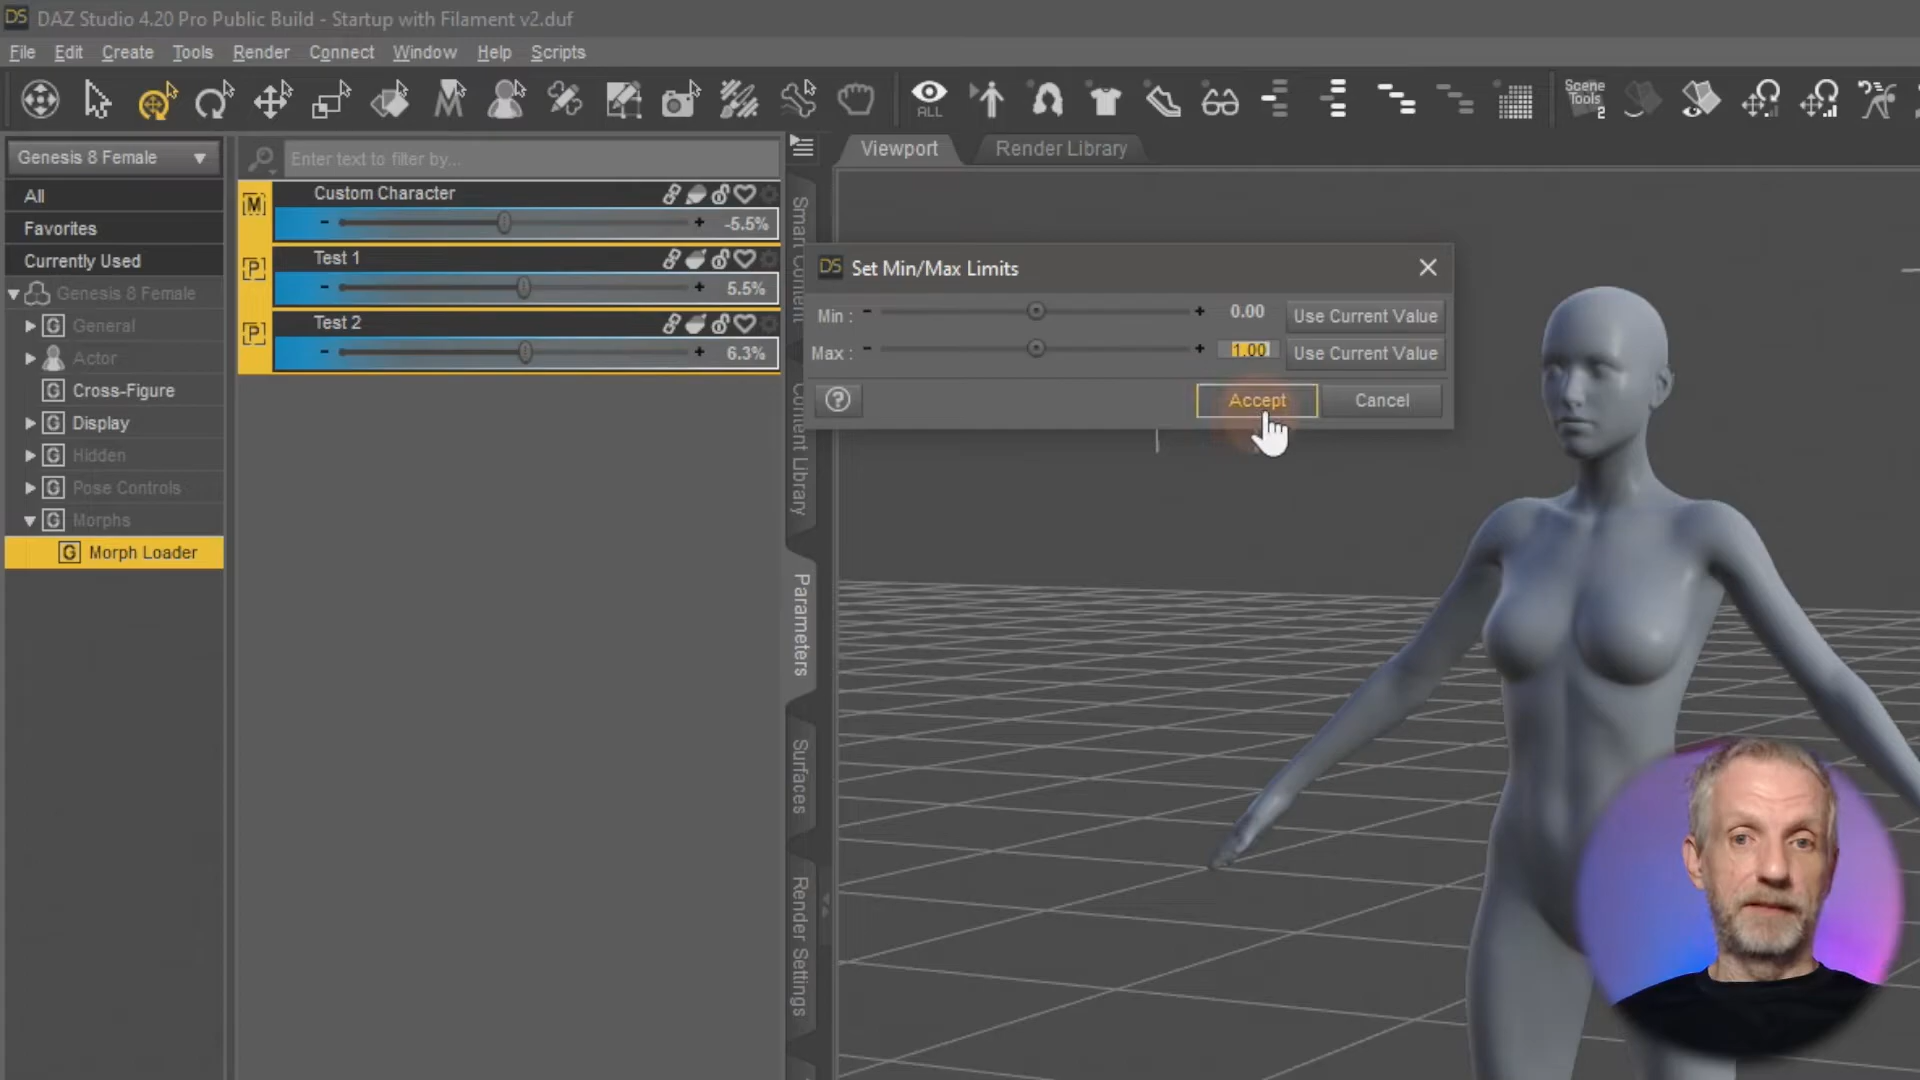 DS DAZ Studio 4.20 Pro Public Build - Startup with Filament v2.duf
File Edit Create Tools Render Connect Window Help Scripts
ALL
Scene
Tools
2
Genesis 8 Female
Enter text to filter by...
Viewport
Render Library
All
Favorites
Currently Used
Genesis 8 Female
G General
Actor
G Cross-Figure
G Display
G Hidden
G Pose Controls
G Morphs
G Morph Loader
M
Custom Character
- + -5.5%
P
Test 1
- + 5.5%
P
Test 2
- + 6.3%
Smart Content
Content Library
Parameters
Surfaces
Render Settings
DS Set Min/Max Limits
Min : - + 0.00 Use Current Value
Max : - + 1.00 Use Current Value
? Accept Cancel